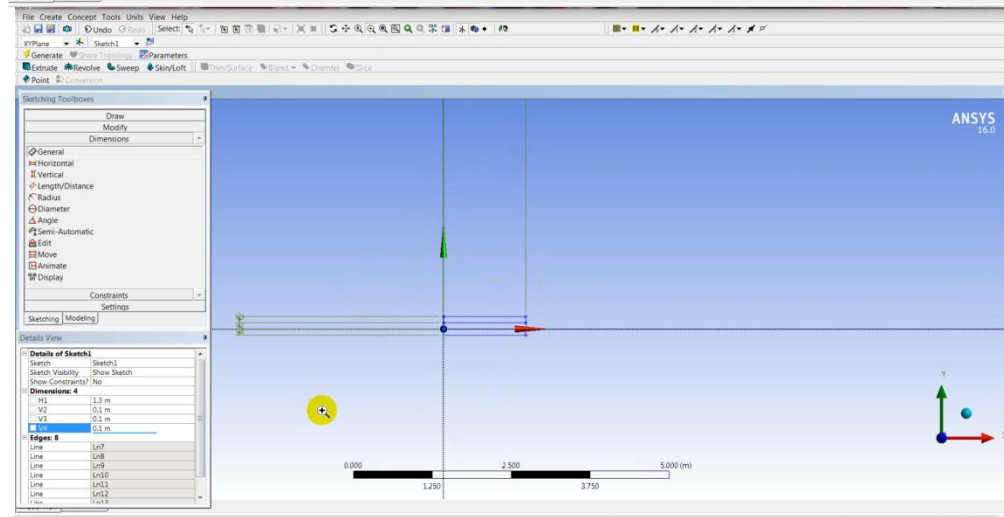 File Create Concept Tools Units View Help
Undo Redo Select:
XYPlane Sketch1
Generate Share Topology Parameters
Extrude Revolve Sweep Skin/Loft Thin/Surface Blend Chamfer Slice
Point Conversion
Sketching Toolboxes
Draw
Modify
Dimensions
General
Horizontal
Vertical
Length/Distance
Radius
Diameter
Angle
Semi-Automatic
Edit
Move
Animate
Display
Constraints
Settings
Sketching Modeling
Details View
Details of Sketch1
Sketch Sketch1
Sketch Visibility Show Sketch
Show Constraints? No
Dimensions: 4
H1 1.3 m
V2 0.1 m
V3 0.1 m
V4 0.1 m
Edges: 8
Line Ln7
Line Ln8
Line Ln9
Line Ln10
Line Ln11
Line Ln12
Line Ln13
ANSYS
16.0
Y
0.000 2.500 5.000 (m)
1.250 3.750